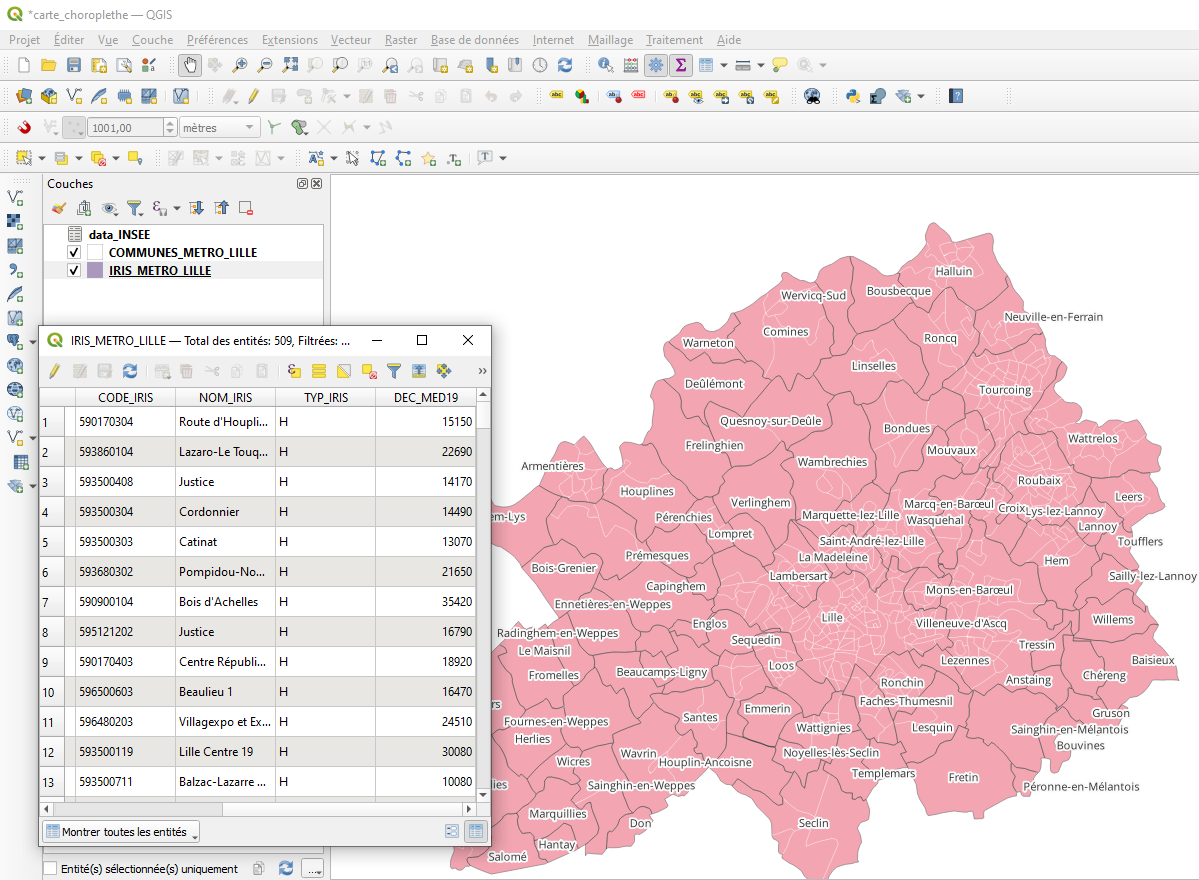 *carte_choroplethe — QGIS
Projet Éditer Vue Couche Préférences Extensions Vecteur Raster Base de données Internet Maillage Traitement Aide
1001,00 mètres
Couches
data_INSEE
COMMUNES_METRO_LILLE
IRIS_METRO_LILLE
IRIS_METRO_LILLE — Total des entités: 509, Filtrées: ...
CODE_IRIS NOM_IRIS TYP_IRIS DEC_MED19
1 590170304 Route d'Houpli... H 15150
2 593860104 Lazaro-Le Touq... H 22690
3 593500408 Justice H 14170
4 593500304 Cordonnier H 14490
5 593500303 Catinat H 13070
6 593680302 Pompidou-No... H 21650
7 590900104 Bois d'Achelles H 35420
8 595121202 Justice H 16790
9 590170403 Centre Républi... H 18920
10 596500603 Beaulieu 1 H 16470
11 596480203 Villagexpo et Ex... H 24510
12 593500119 Lille Centre 19 H 30080
13 593500711 Balzac-Lazarre ... H 10080
Montrer toutes les entités
Entité(s) sélectionnée(s) uniquement
Halluin
Wervicq-Sud
Bousbecque
Neuville-en-Ferrain
Comines
Roncq
Warneton
Linselles
Deûlémont
Tourcoing
Quesnoy-sur-Deûle
Bondues
Wattrelos
Frelinghien
Mouvaux
Armentières
Wambrechies
Roubaix
Houplines
Leers
Verlinghem
Marcq-en-Barœul
Croix
Lys-lez-Lannoy
em-Lys
Pérenchies
Marquette-lez-Lille
Wasquehal
Lannoy
Lompret
Saint-André-lez-Lille
Toufflers
Prémesques
La Madeleine
Hem
Bois-Grenier
Lambersart
Sailly-lez-Lannoy
Capinghem
Mons-en-Barœul
Ennetières-en-Weppes
Lille
Englos
Villeneuve-d'Ascq
Willems
Radinghem-en-Weppes
Sequedin
Tressin
Le Maisnil
Loos
Lezennes
Baisieux
Fromelles
Beaucamps-Ligny
Ronchin
Anstaing
Chéreng
rs
Emmerin
Faches-Thumesnil
Gruson
Fournes-en-Weppes
Santes
Wattignies
Lesquin
Sainghin-en-Mélantois
Herlies
Bouvines
Wavrin
Noyelles-lès-Seclin
Wicres
Houplin-Ancoisne
Templemars
Fretin
lies
Sainghin-en-Weppes
Péronne-en-Mélantois
Marquillies
Don
Seclin
Hantay
Salomé